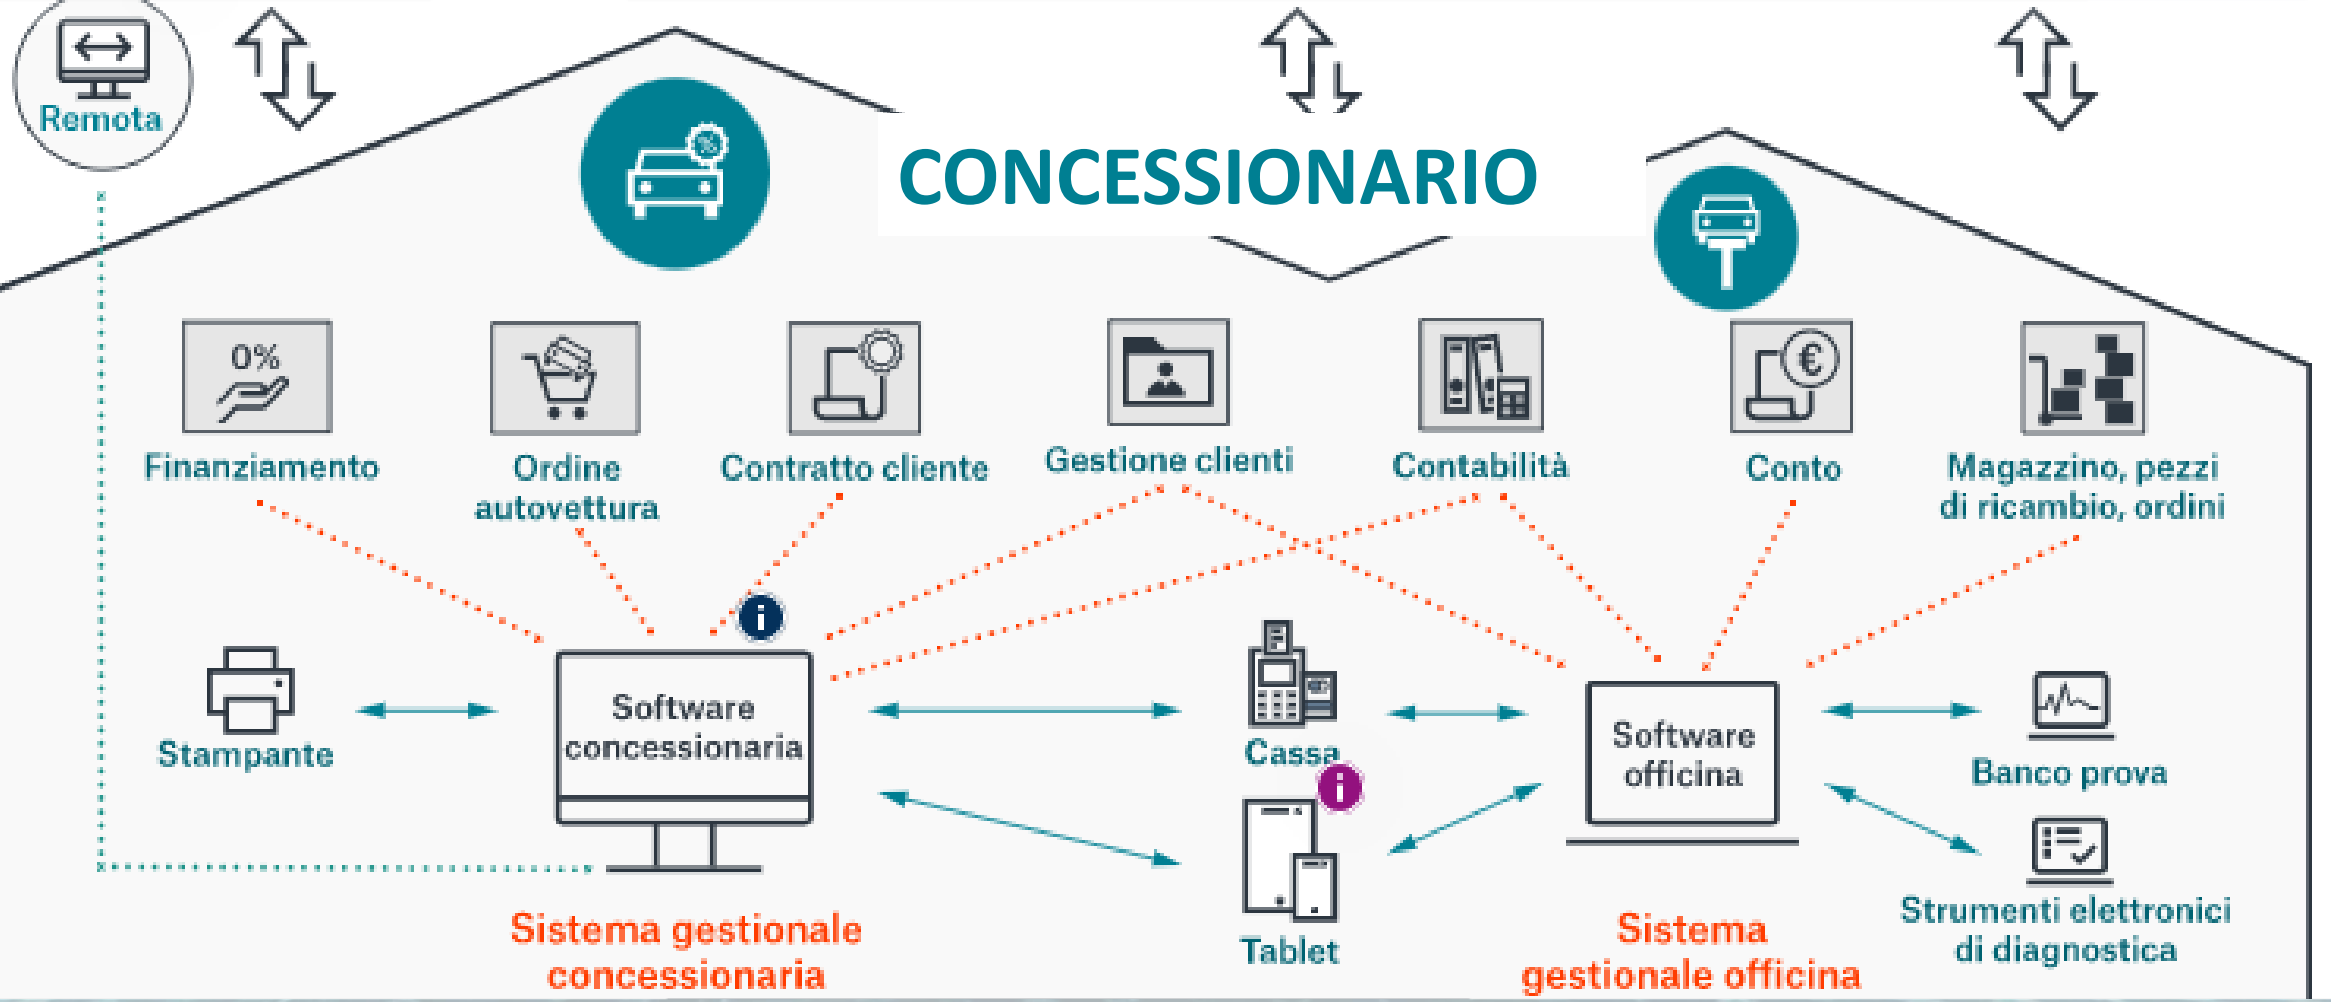 Remota
CONCESSIONARIO
%
0%
€
Finanziamento
Ordine
autovettura
Contratto cliente
Gestione clienti
Contabilità
Conto
Magazzino, pezzi
di ricambio, ordini
i
Stampante
Software
concessionaria
Cassa
i
Tablet
Software
officina
Banco prova
Strumenti elettronici
di diagnostica
Sistema gestionale
concessionaria
Sistema
gestionale officina